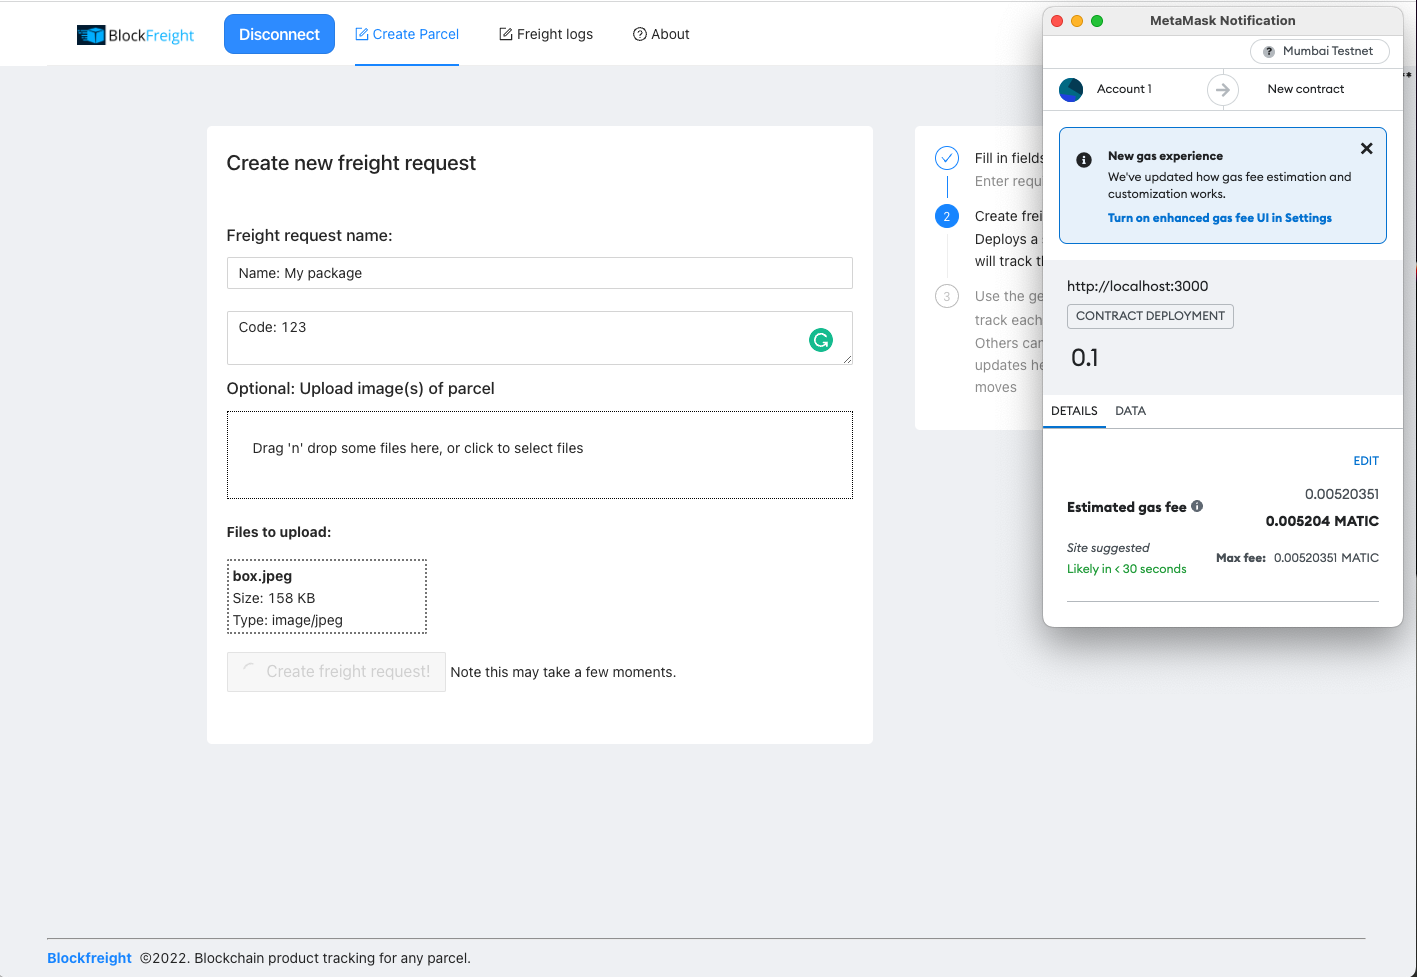 BlockFreight
Disconnect
Create Parcel
Freight logs
About
Create new freight request
Freight request name:
Name: My package
Code: 123
Optional: Upload image(s) of parcel
Drag 'n' drop some files here, or click to select files
Files to upload:
box.jpeg
Size: 158 KB
Type: image/jpeg
Create freight request!
Note this may take a few moments.
Fill in fields
Enter requ
2
Create frei
Deploys a
will track th
3
Use the ge
track each
Others can
updates he
moves
MetaMask Notification
Mumbai Testnet
Account 1
New contract
New gas experience
We've updated how gas fee estimation and
customization works.
Turn on enhanced gas fee UI in Settings
http://localhost:3000
CONTRACT DEPLOYMENT
0.1
DETAILS
DATA
EDIT
0.00520351
Estimated gas fee
0.005204 MATIC
Site suggested
Likely in < 30 seconds
Max fee: 0.00520351 MATIC
Blockfreight ©2022. Blockchain product tracking for any parcel.